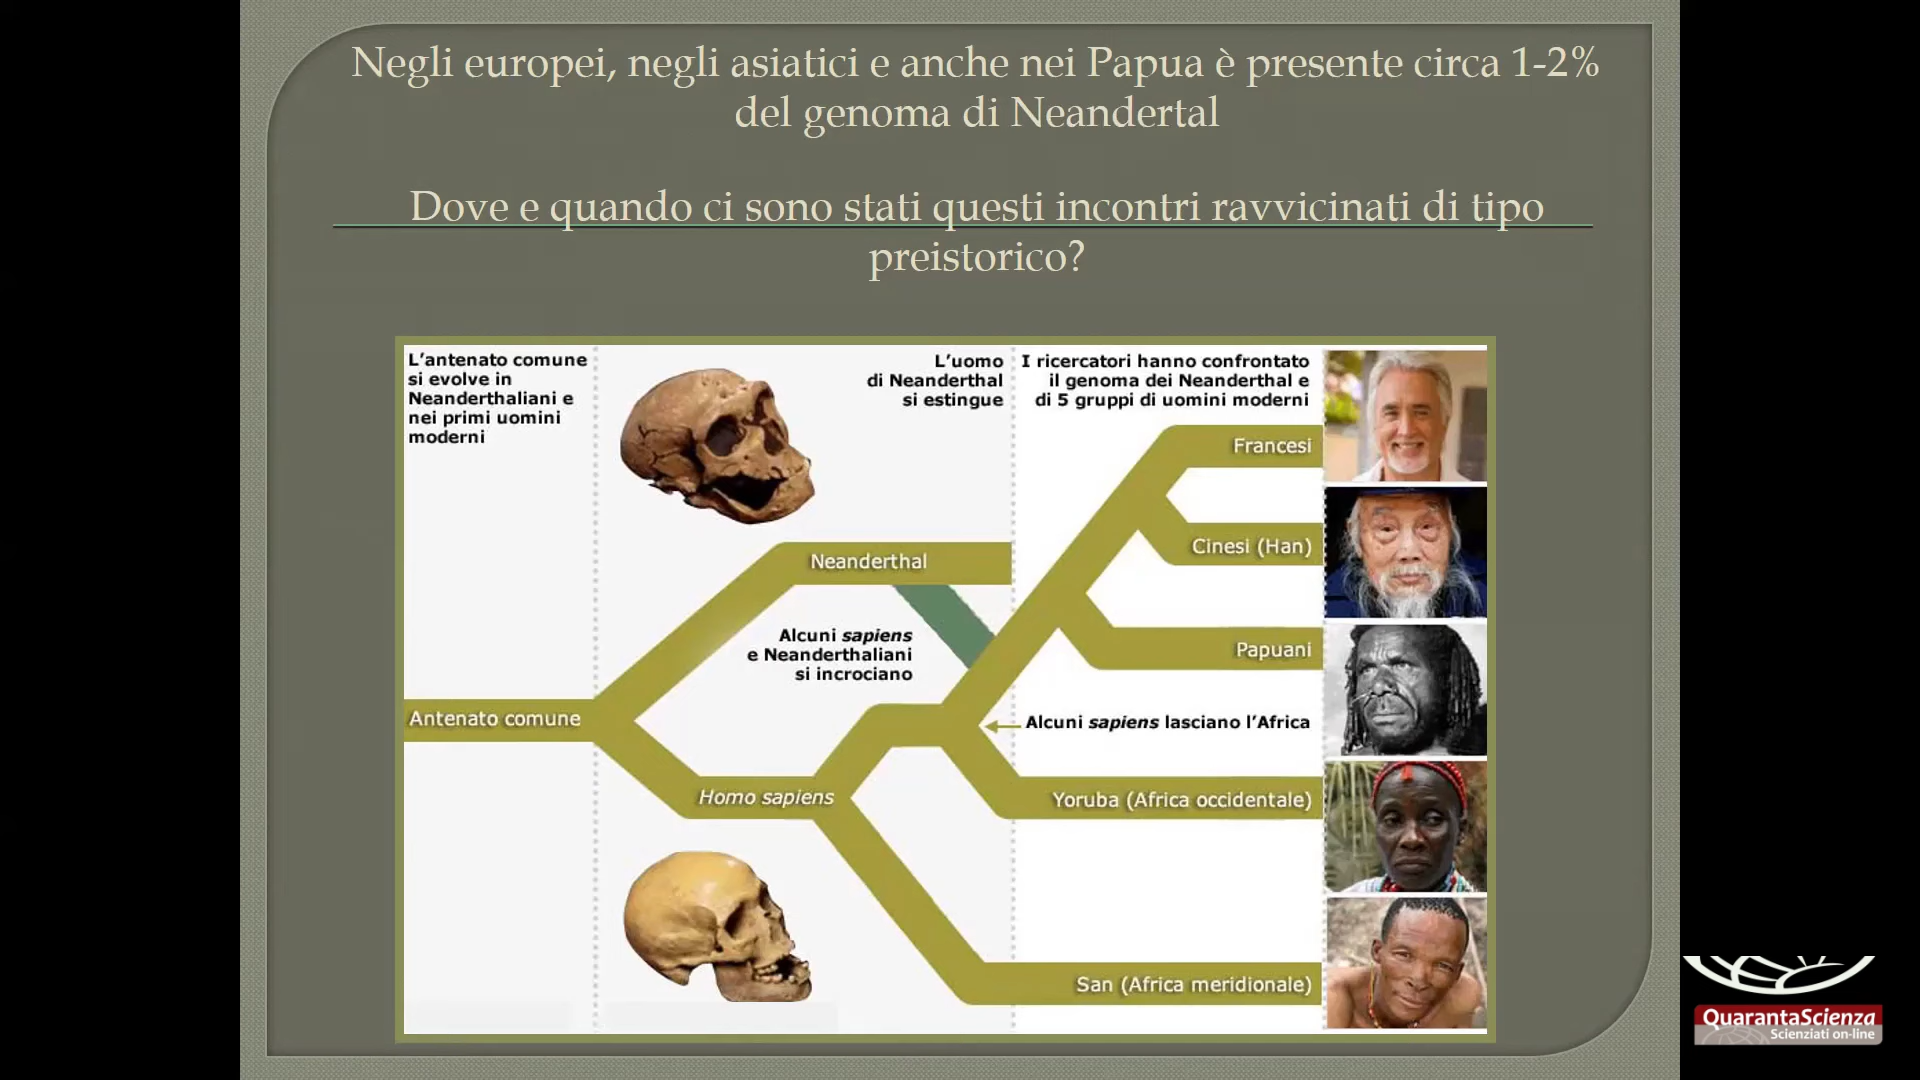 Negli europei, negli asiatici e anche nei Papua è presente circa 1-2%
del genoma di Neandertal
Dove e quando ci sono stati questi incontri ravvicinati di tipo
preistorico?
L'antenato comune
si evolve in
Neanderthaliani e
nei primi uomini
moderni
L'uomo
di Neanderthal
si estingue
I ricercatori hanno confrontato
il genoma dei Neanderthal e
di 5 gruppi di uomini moderni
Francesi
Cinesi (Han)
Neanderthal
Alcuni sapiens
e Neanderthaliani
si incrociano
Papuani
Antenato comune
Alcuni sapiens lasciano l'Africa
Homo sapiens
Yoruba (Africa occidentale)
San (Africa meridionale)
QuarantaScienza
Scienziati on-line